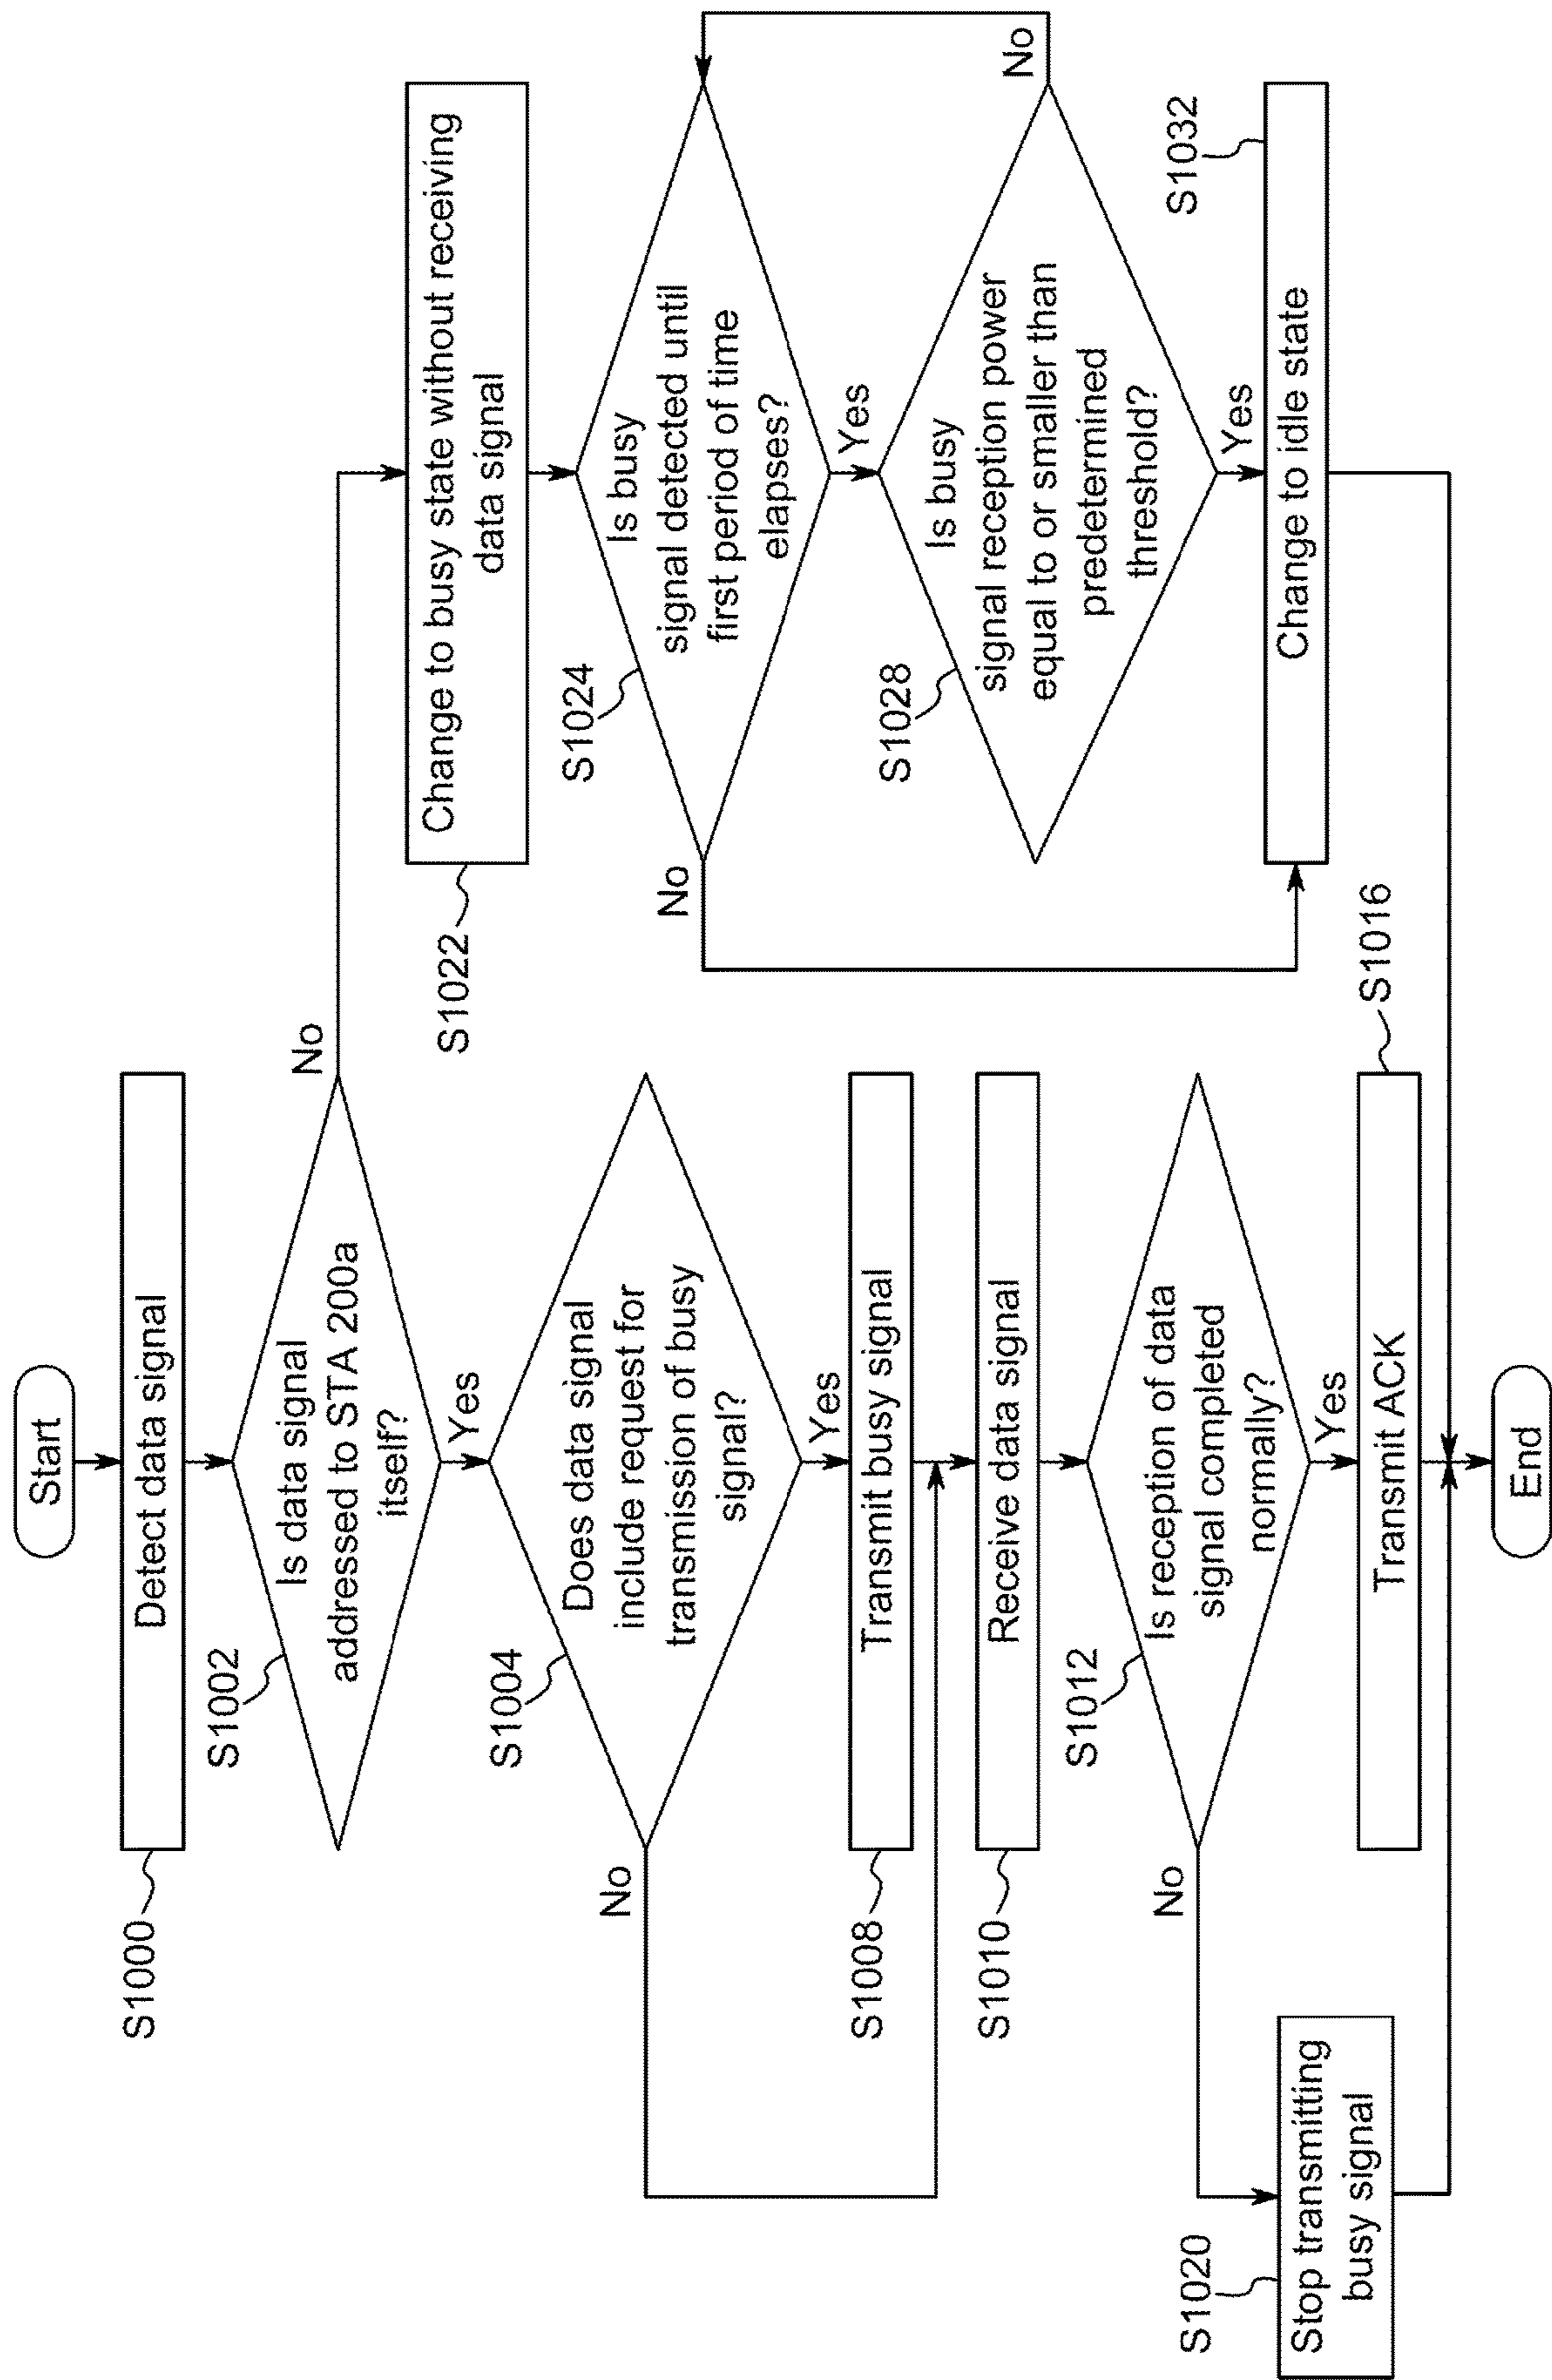 Start
Detect data signal
S1000
Is data signal
addressed to STA 200a
itself?
S1002
No
Yes
Does data signal
include request for
transmission of busy
signal?
S1004
No
Yes
Transmit busy signal
S1008
Receive data signal
S1010
Is reception of data
signal completed
normally?
S1012
No
Yes
Stop transmitting
busy signal
S1020
Transmit ACK
S1016
End
Change to busy state without receiving
data signal
S1022
Is busy
signal detected until
first period of time
elapses?
S1024
No
Yes
Is busy
signal reception power
equal to or smaller than
predetermined
threshold?
S1028
No
Yes
Change to idle state
S1032